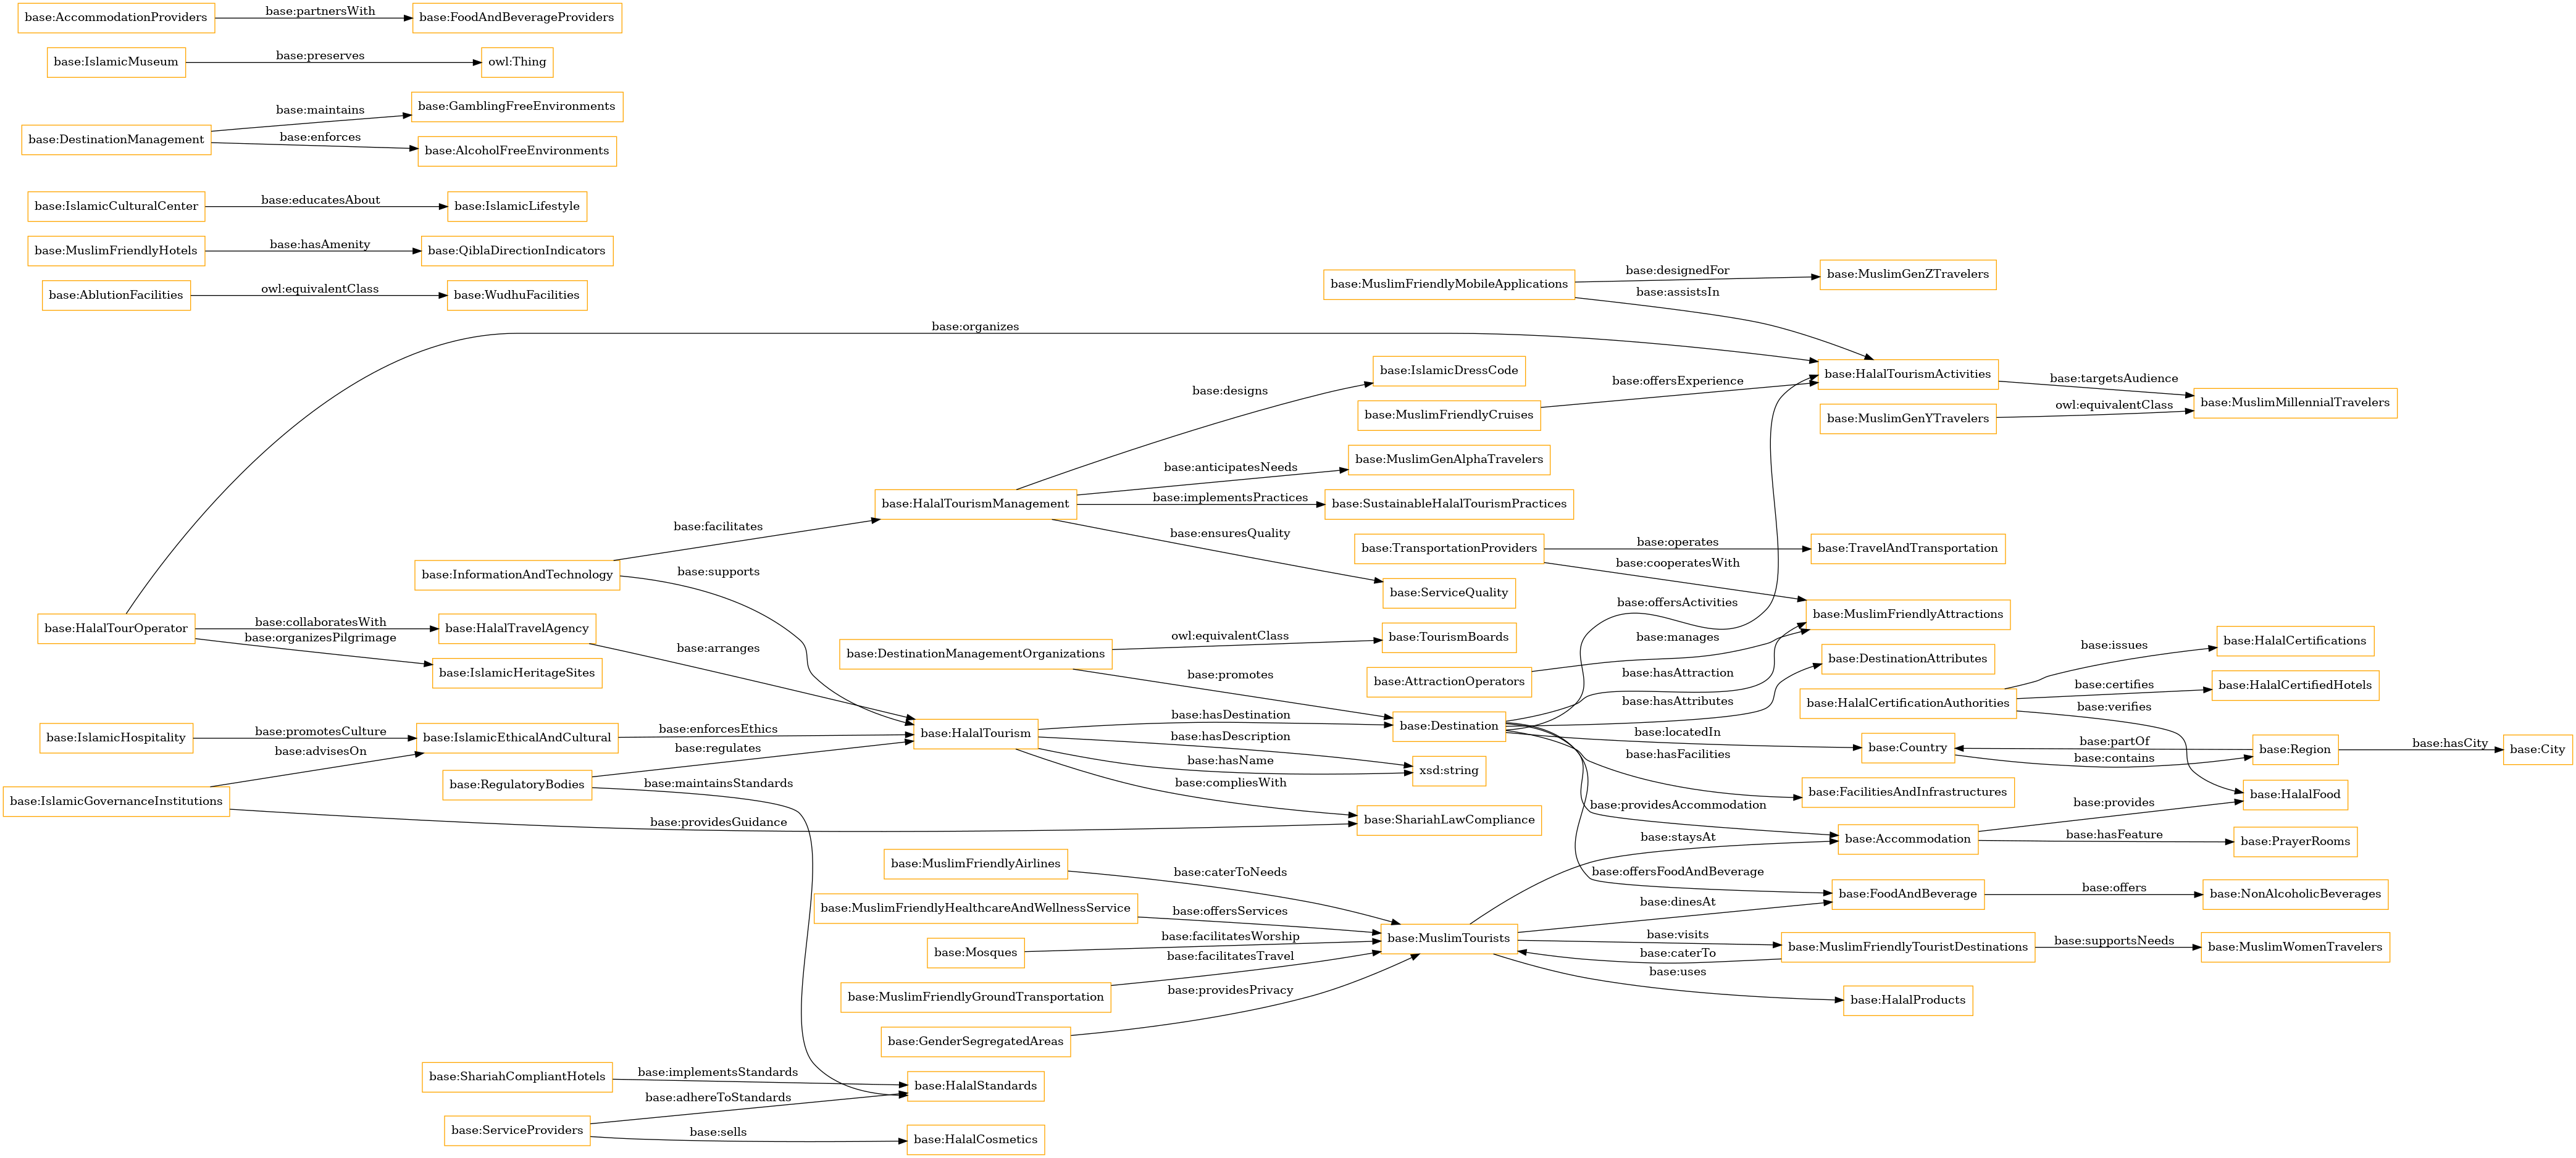 base:AccommodationProviders
base:partnersWith
base:FoodAndBeverageProviders
base:IslamicMuseum
base:preserves
owl:Thing
base:DestinationManagement
base:maintains
base:GamblingFreeEnvironments
base:enforces
base:AlcoholFreeEnvironments
base:IslamicCulturalCenter
base:educatesAbout
base:IslamicLifestyle
base:MuslimFriendlyHotels
base:hasAmenity
base:QiblaDirectionIndicators
base:AblutionFacilities
owl:equivalentClass
base:WudhuFacilities
base:MuslimFriendlyMobileApplications
base:designedFor
base:MuslimGenZTravelers
base:assistsIn
base:organizes
base:HalalTourismActivities
base:targetsAudience
base:MuslimMillennialTravelers
base:MuslimGenYTravelers
owl:equivalentClass
base:designs
base:IslamicDressCode
base:MuslimFriendlyCruises
base:offersExperience
base:HalalTourismManagement
base:anticipatesNeeds
base:MuslimGenAlphaTravelers
base:implementsPractices
base:SustainableHalalTourismPractices
base:ensuresQuality
base:ServiceQuality
base:InformationAndTechnology
base:facilitates
base:supports
base:TransportationProviders
base:operates
base:TravelAndTransportation
base:cooperatesWith
base:MuslimFriendlyAttractions
base:HalalTourOperator
base:collaboratesWith
base:HalalTravelAgency
base:organizesPilgrimage
base:IslamicHeritageSites
base:arranges
base:DestinationManagementOrganizations
owl:equivalentClass
base:TourismBoards
base:promotes
base:offersActivities
base:manages
base:AttractionOperators
base:hasAttraction
base:hasAttributes
base:DestinationAttributes
base:HalalCertificationAuthorities
base:issues
base:HalalCertifications
base:certifies
base:HalalCertifiedHotels
base:verifies
base:HalalFood
base:IslamicHospitality
base:promotesCulture
base:IslamicEthicalAndCultural
base:advisesOn
base:enforcesEthics
base:HalalTourism
base:hasDestination
base:Destination
base:hasDescription
base:hasName
xsd:string
base:compliesWith
base:ShariahLawCompliance
base:regulates
base:RegulatoryBodies
base:maintainsStandards
base:IslamicGovernanceInstitutions
base:providesGuidance
base:locatedIn
base:Country
base:partOf
base:contains
base:Region
base:hasCity
base:City
base:hasFacilities
base:FacilitiesAndInfrastructures
base:providesAccommodation
base:staysAt
base:Accommodation
base:provides
base:hasFeature
base:PrayerRooms
base:offersFoodAndBeverage
base:dinesAt
base:FoodAndBeverage
base:offers
base:NonAlcoholicBeverages
base:MuslimFriendlyAirlines
base:caterToNeeds
base:MuslimFriendlyHealthcareAndWellnessService
base:offersServices
base:MuslimTourists
base:Mosques
base:facilitatesWorship
base:facilitatesTravel
base:MuslimFriendlyGroundTransportation
base:providesPrivacy
base:GenderSegregatedAreas
base:visits
base:caterTo
base:MuslimFriendlyTouristDestinations
base:supportsNeeds
base:MuslimWomenTravelers
base:uses
base:HalalProducts
base:ShariahCompliantHotels
base:implementsStandards
base:HalalStandards
base:adhereToStandards
base:ServiceProviders
base:sells
base:HalalCosmetics